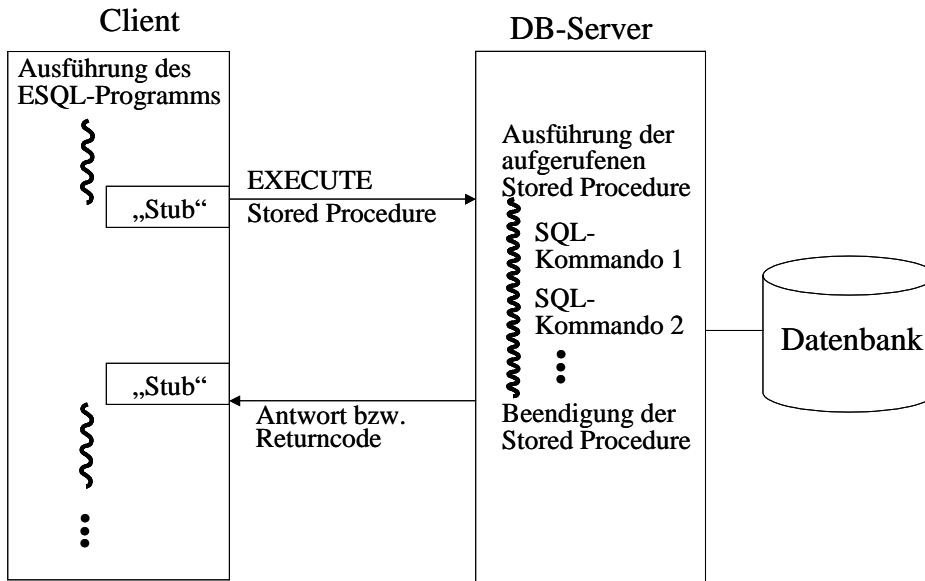 Client
DB-Server
Ausführung des
ESQL-Programms
„Stub“
EXECUTE
Stored Procedure
Ausführung der
aufgerufenen
Stored Procedure
SQL-
Kommando 1
SQL-
Kommando 2
Datenbank
„Stub“
Antwort bzw.
Returncode
Beendigung der
Stored Procedure